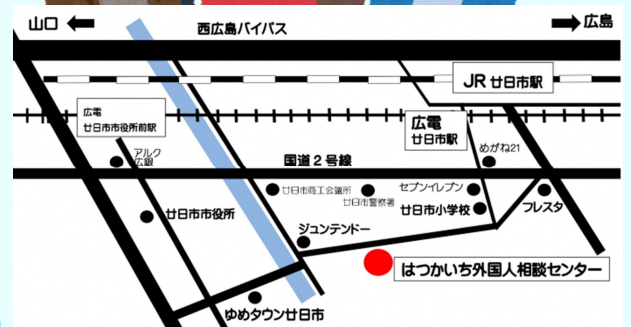 山口
広島
西広島バイパス
JR 廿日市駅
広電
廿日市市役所前駅
広電
廿日市駅
アルク
広銀
めがね21
国道2号線
廿日市商工会議所
廿日市警察署
セブンイレブン
廿日市市役所
廿日市小学校
フレスタ
ジュンテンドー
はつかいち外国人相談センター
ゆめタウン廿日市